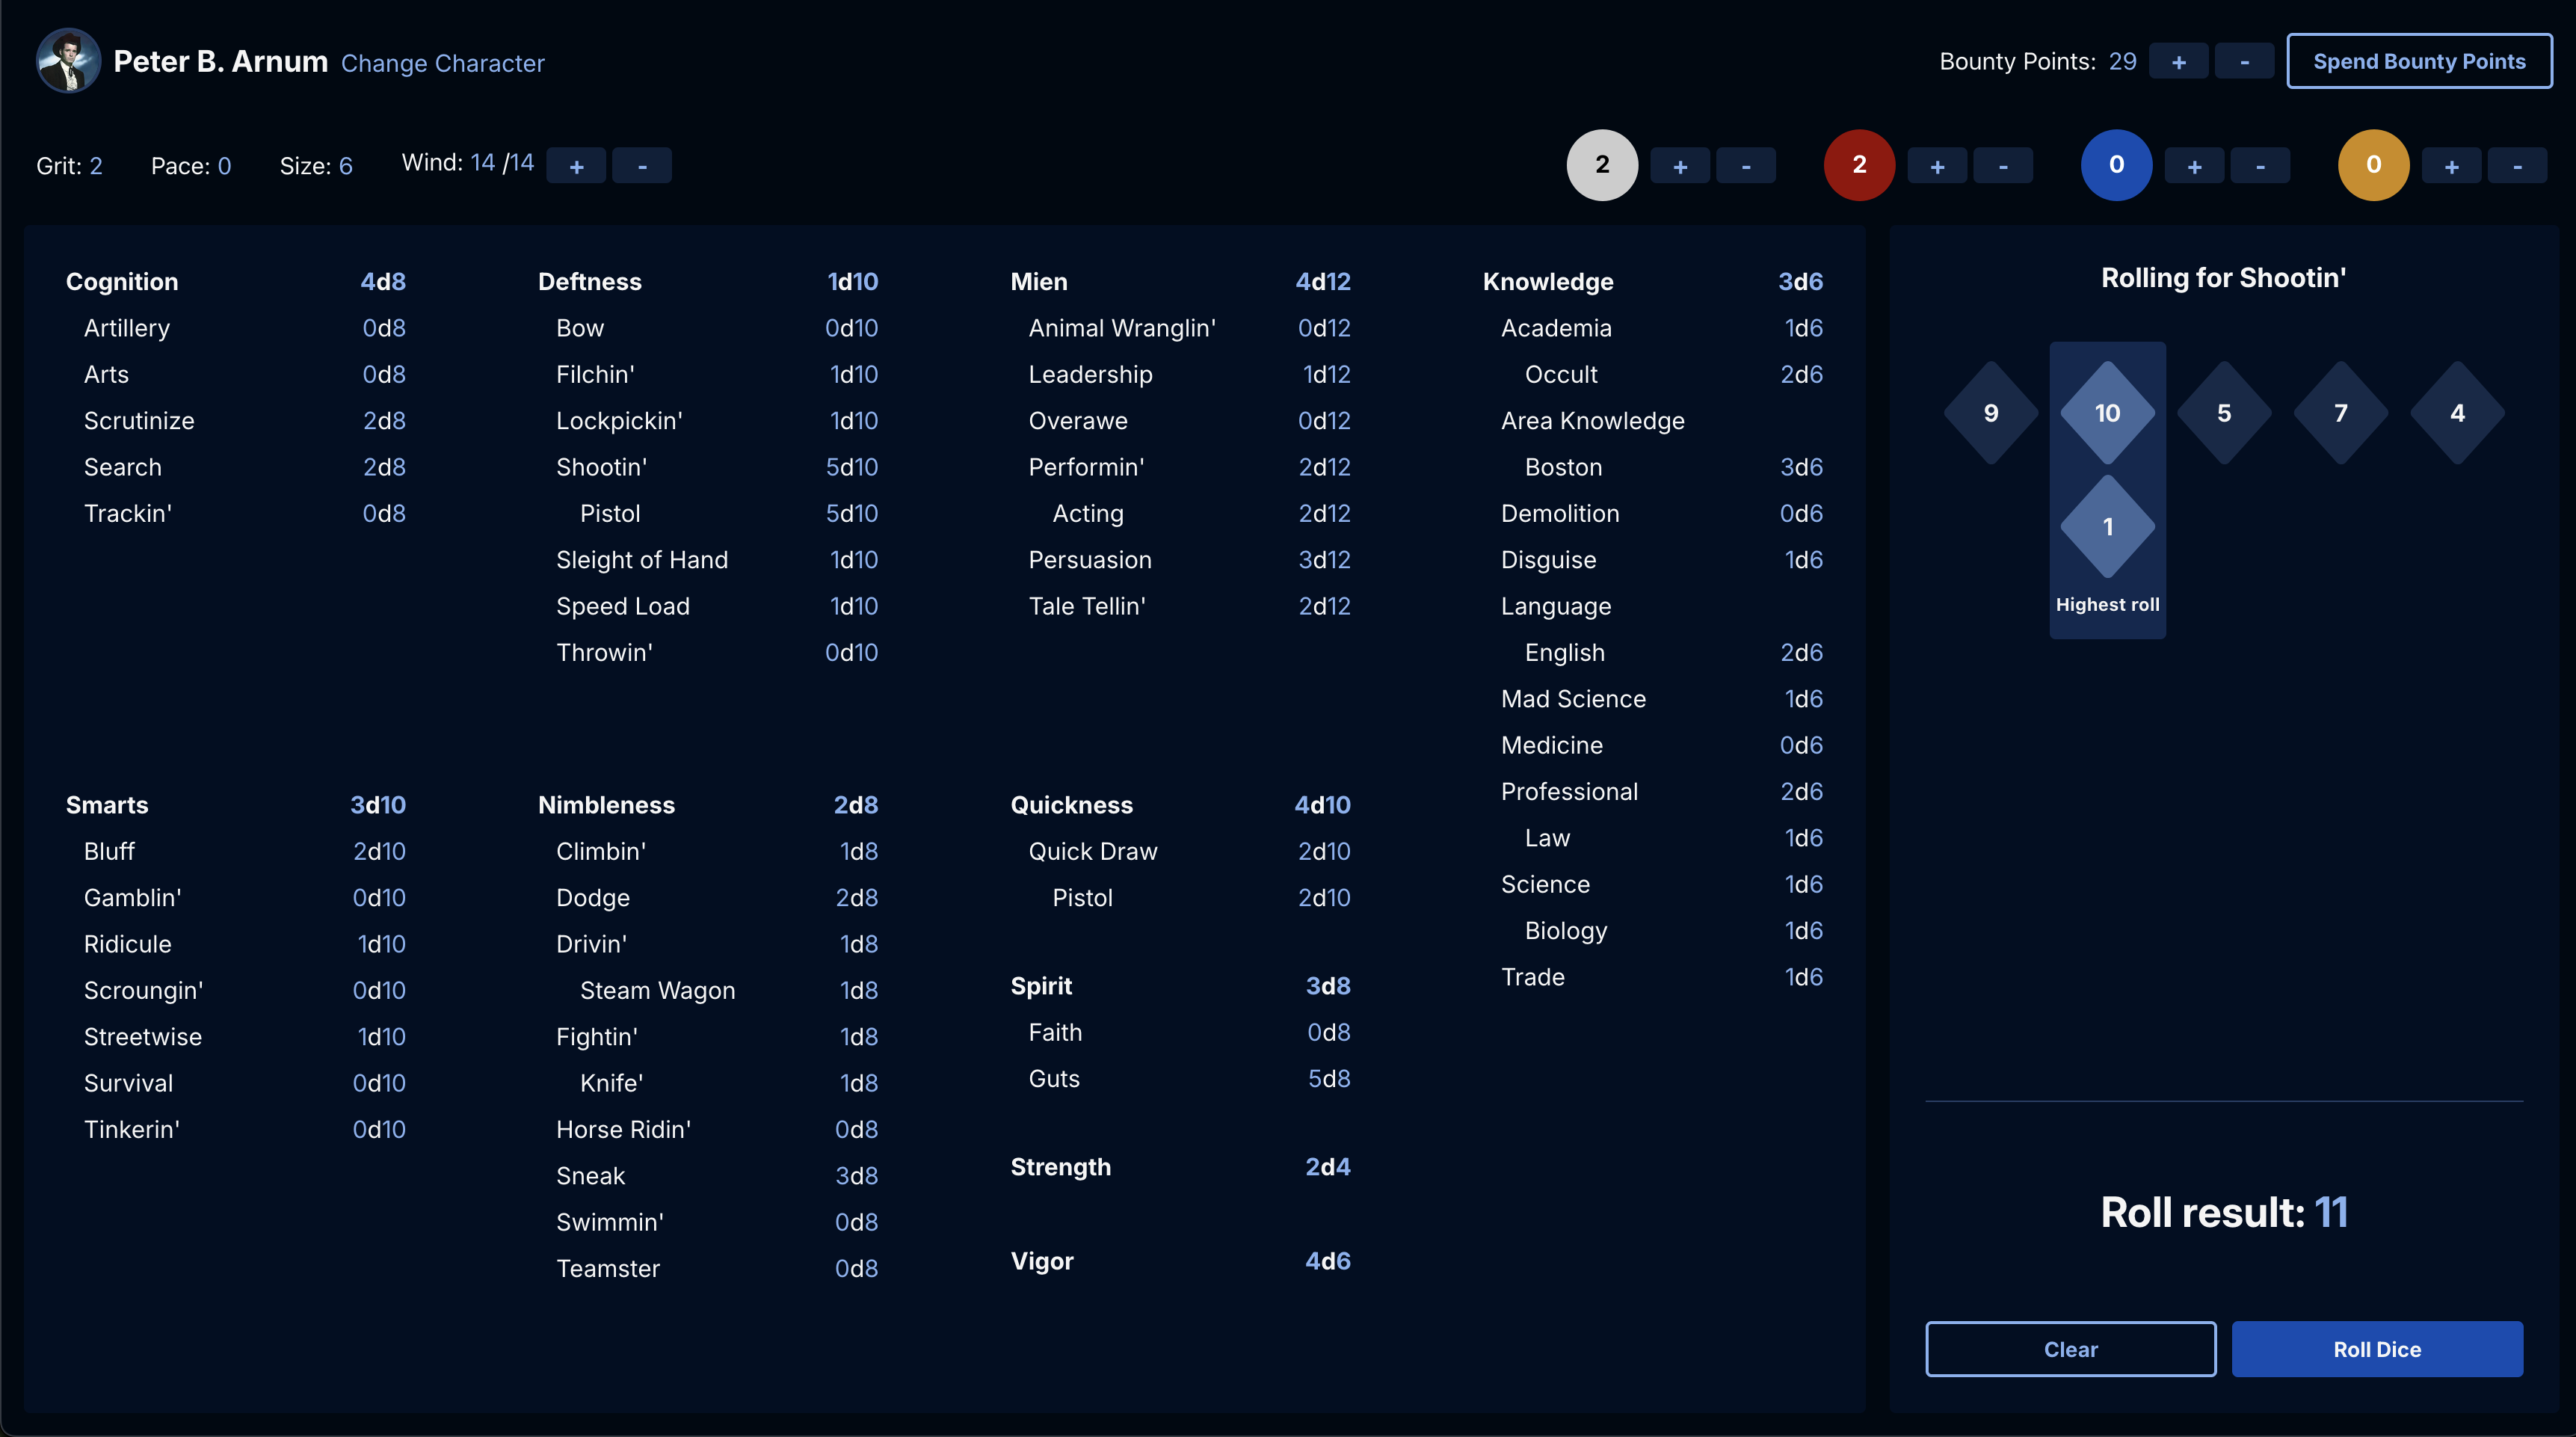 Peter B. Arnum Change Character
Bounty Points: 29 + - Spend Bounty Points
Grit: 2 Pace: 0 Size: 6 Wind: 14 /14 + -
2 + - 2 + - 0 + - 0 + -
Cognition 4d8
Artillery 0d8
Arts 0d8
Scrutinize 2d8
Search 2d8
Trackin' 0d8
Deftness 1d10
Bow 0d10
Filchin' 1d10
Lockpickin' 1d10
Shootin' 5d10
Pistol 5d10
Sleight of Hand 1d10
Speed Load 1d10
Throwin' 0d10
Mien 4d12
Animal Wranglin' 0d12
Leadership 1d12
Overawe 0d12
Performin' 2d12
Acting 2d12
Persuasion 3d12
Tale Tellin' 2d12
Knowledge 3d6
Academia 1d6
Occult 2d6
Area Knowledge
Boston 3d6
Demolition 0d6
Disguise 1d6
Language
English 2d6
Mad Science 1d6
Medicine 0d6
Professional 2d6
Law 1d6
Science 1d6
Biology 1d6
Trade 1d6
Smarts 3d10
Bluff 2d10
Gamblin' 0d10
Ridicule 1d10
Scroungin' 0d10
Streetwise 1d10
Survival 0d10
Tinkerin' 0d10
Nimbleness 2d8
Climbin' 1d8
Dodge 2d8
Drivin' 1d8
Steam Wagon 1d8
Fightin' 1d8
Knife' 1d8
Horse Ridin' 0d8
Sneak 3d8
Swimmin' 0d8
Teamster 0d8
Quickness 4d10
Quick Draw 2d10
Pistol 2d10
Spirit 3d8
Faith 0d8
Guts 5d8
Strength 2d4
Vigor 4d6
Rolling for Shootin'
9 10 5 7 4
1
Highest roll
Roll result: 11
Clear Roll Dice